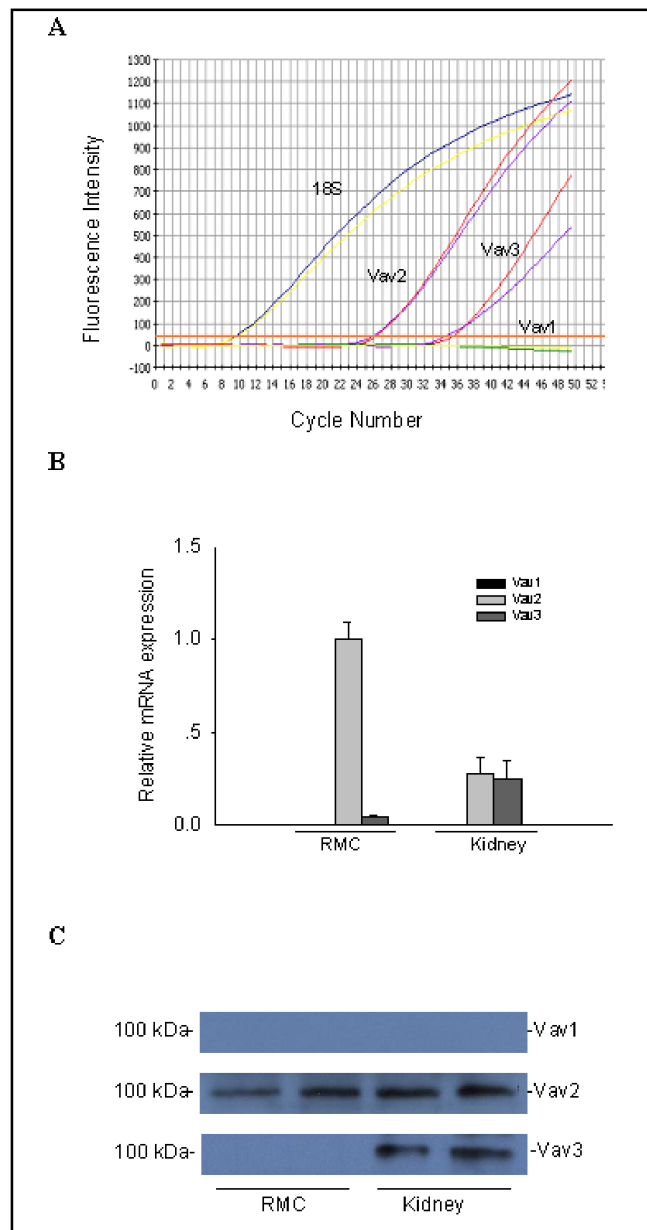 A
1300
1200
1100
1000
900
800
700
600
500
400
300
200
100
0
-100
Fluorescence Intensity
18S
Vav2
Vav3
Vav1
0 2 4 6 8 10 12 14 16 18 20 22 24 26 28 30 32 34 36 38 40 42 44 46 48 50 52
Cycle Number
B
1.5
1.0
.5
0.0
Relative mRNA expression
Vau1
Vau2
Vau3
RMC Kidney
C
100 kDa- -Vav1
100 kDa- -Vav2
100 kDa- -Vav3
RMC Kidney